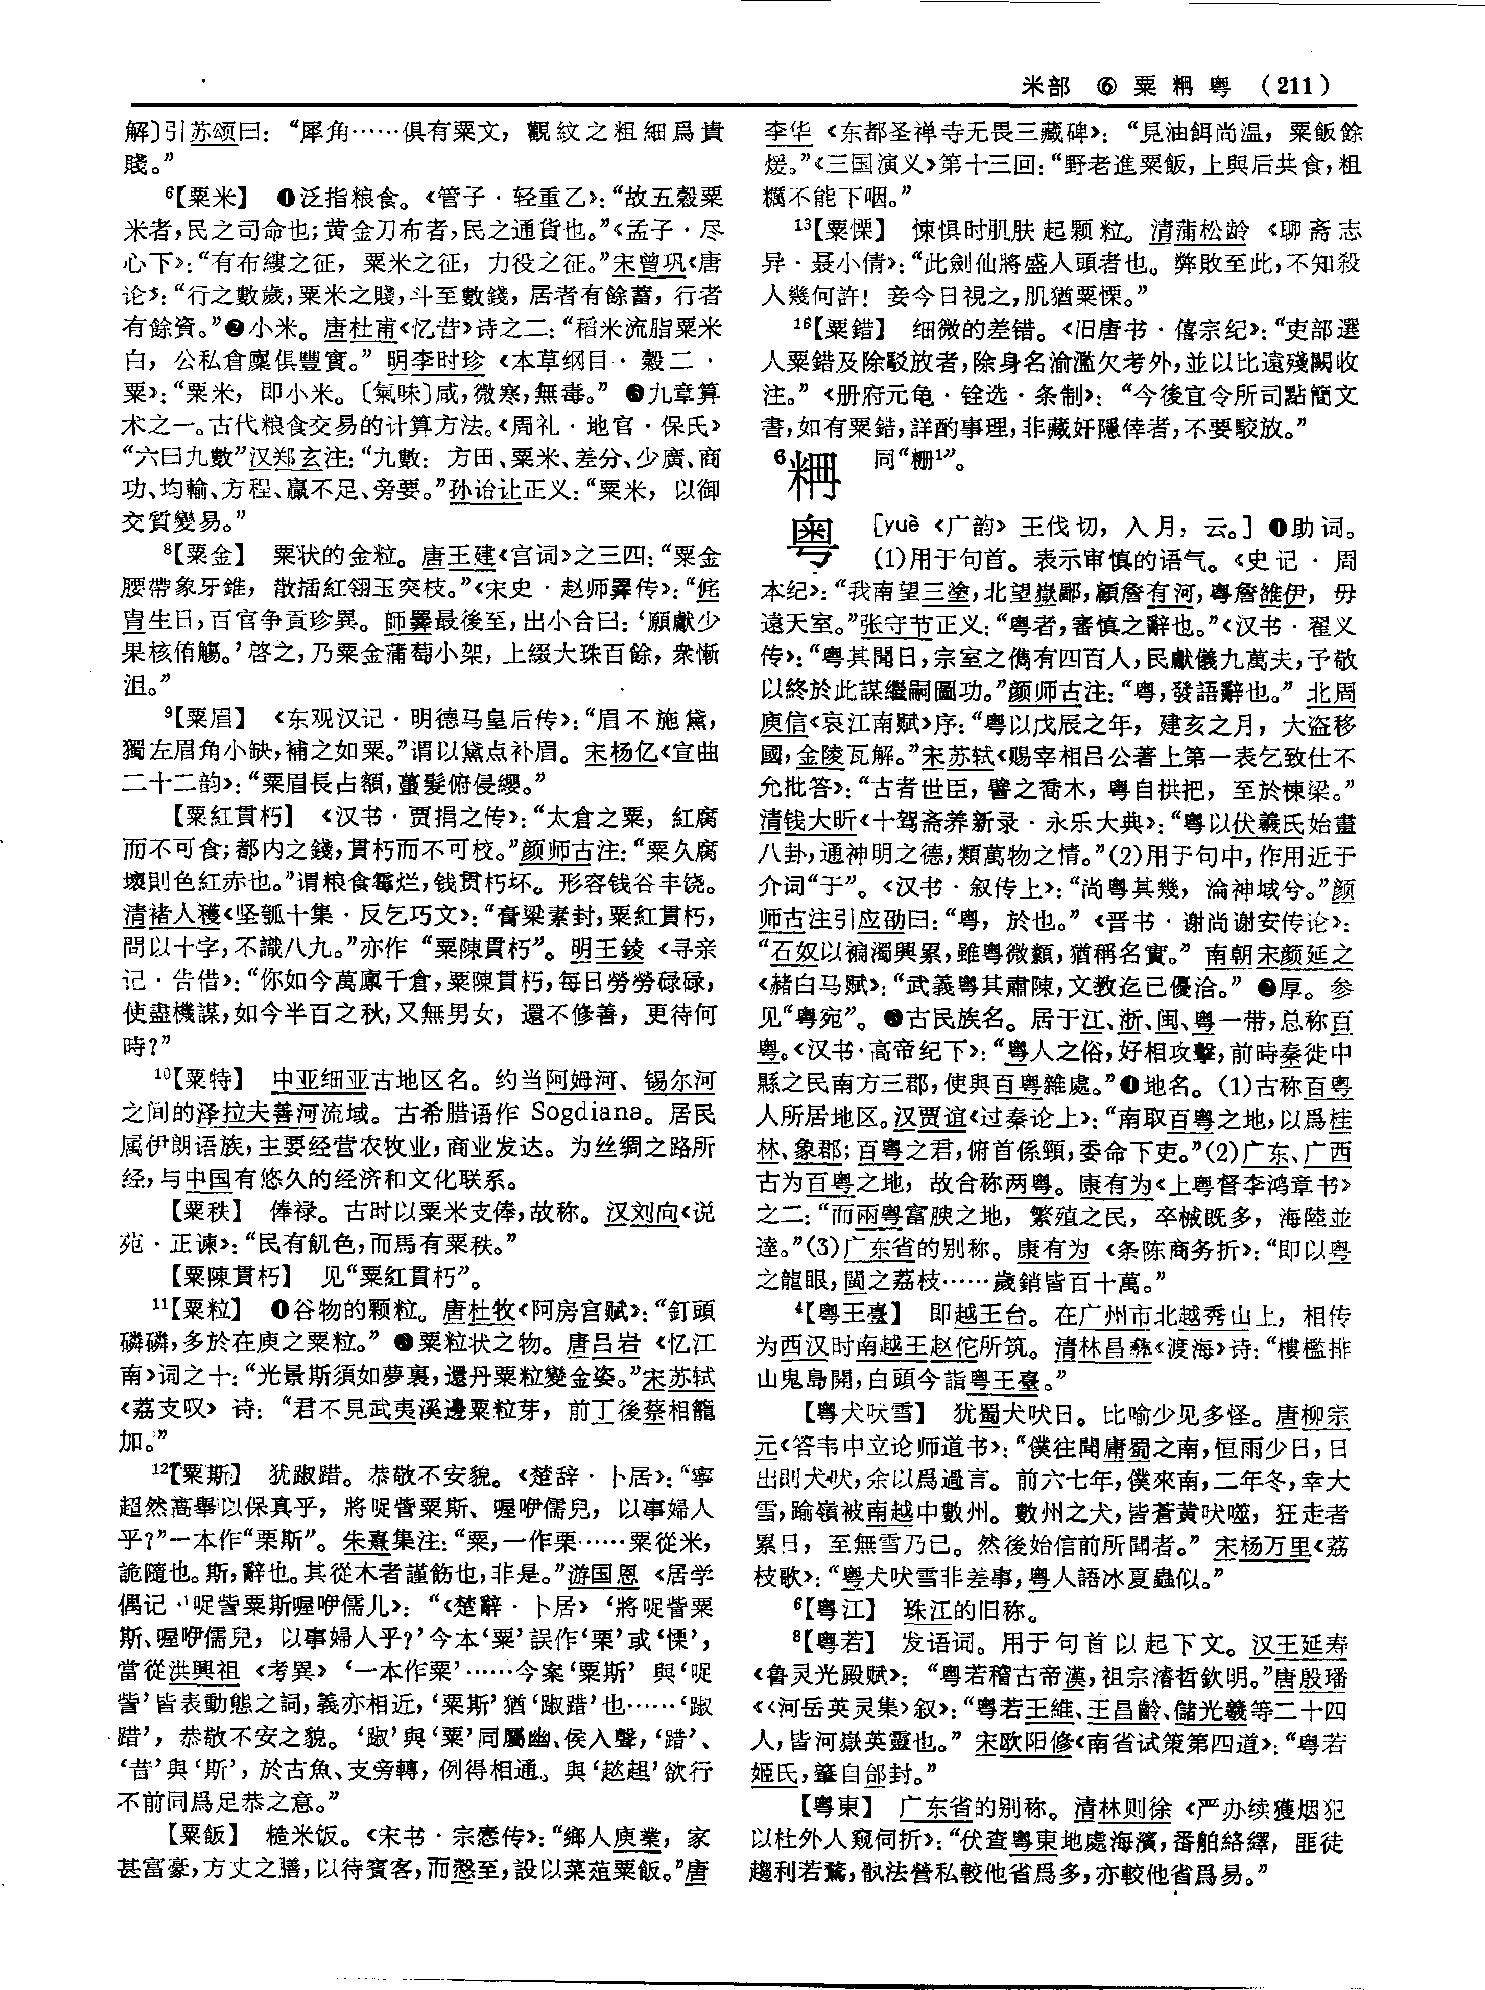 米部 ⑥ 粟 粡 粤 (211)
解〕引苏颂曰：“犀角……俱有粟文，觀紋之粗細爲貴
賤。”
6【粟米】 ❶泛指粮食。《管子·轻重乙》：“故五穀粟
米者，民之司命也；黄金刀布者，民之通貨也。”《孟子·尽
心下》：“有布縷之征，粟米之征，力役之征。”宋曾巩《唐
论》：“行之數歲，粟米之賤，斗至數錢，居者有餘蓄，行者
有餘資。”❷小米。唐杜甫《忆昔》诗之二：“稻米流脂粟米
白，公私倉廩俱豐實。”明李时珍《本草纲目·穀二·
粟》：“粟米，即小米。〔氣味〕咸，微寒，無毒。”❸九章算
术之一。古代粮食交易的计算方法。《周礼·地官·保氏》
“六曰九數”汉郑玄注：“九數：方田、粟米、差分、少廣、商
功、均輸、方程、贏不足、旁要。”孙诒让正义：“粟米，以御
交質變易。”
8【粟金】 粟状的金粒。唐王建《宫词》之三四：“粟金
腰帶象牙錐，散插紅翎玉突枝。”《宋史·赵师𢍰传》：“侂
胄生日，百官争貢珍異。師𢍰最後至，出小合曰：‘願獻少
果核侑觴。’啓之，乃粟金蒲萄小架，上綴大珠百餘，衆慚
沮。”
9【粟眉】 《东观汉记·明德马皇后传》：“眉不施黛，
獨左眉角小缺，補之如粟。”谓以黛点补眉。宋杨亿《宣曲
二十二韵》：“粟眉長占額，蠆髮俯侵纓。”
【粟紅貫朽】 《汉书·贾捐之传》：“太倉之粟，紅腐
而不可食；都内之錢，貫朽而不可校。”颜师古注：“粟久腐
壞則色紅赤也。”谓粮食霉烂，钱贯朽坏。形容钱谷丰饶。
清褚人穫《坚瓠十集·反乞巧文》：“膏粱素封，粟紅貫朽，
問以十字，不識八九。”亦作“粟陳貫朽”。明王錂《寻亲
记·告借》：“你如今萬廪千倉，粟陳貫朽，每日勞勞碌碌，
使盡機謀，如今半百之秋，又無男女，還不修善，更待何
時？”
10【粟特】 中亚细亚古地区名。约当阿姆河、锡尔河
之间的泽拉夫善河流域。古希腊语作 Sogdiana。居民
属伊朗语族，主要经营农牧业，商业发达。为丝绸之路所
经，与中国有悠久的经济和文化联系。
【粟秩】 俸禄。古时以粟米支俸，故称。汉刘向《说
苑·正谏》：“民有飢色，而馬有粟秩。”
【粟陳貫朽】 见“粟紅貫朽”。
11【粟粒】 ❶谷物的颗粒。唐杜牧《阿房宫赋》：“釘頭
磷磷，多於在庾之粟粒。”❷粟粒状之物。唐吕岩《忆江
南》词之十：“光景斯須如夢裏，還丹粟粒變金姿。”宋苏轼
《荔支叹》诗：“君不見武夷溪邊粟粒芽，前丁後蔡相籠
加。”
12【粟斯】 犹踧踖。恭敬不安貌。《楚辞·卜居》：“寧
超然高舉以保真乎，將哫訾粟斯、喔咿儒兒，以事婦人
乎？”一本作“栗斯”。朱熹集注：“粟，一作栗……粟從米，
詭隨也。斯，辭也。其從木者謹飭也，非是。”游国恩《居学
偶记·哫訾粟斯喔咿儒儿》：“《楚辭·卜居》‘將哫訾粟
斯、喔咿儒兒，以事婦人乎？’今本‘粟’誤作‘栗’或‘慄’，
當從洪興祖《考異》‘一本作粟’……今案‘粟斯’與‘哫
訾’皆表動態之詞，義亦相近，‘粟斯’猶‘踧踖’也……‘踧
踖’，恭敬不安之貌。‘踧’與‘粟’同屬幽、侯入聲，‘踖’、
‘昔’與‘斯’，於古魚、支旁轉，例得相通。與‘趑趄’欲行
不前同爲足恭之意。”
【粟飯】 糙米饭。《宋书·宗悫传》：“鄉人庾業，家
甚富豪，方丈之膳，以待賓客，而慤至，設以菜葅粟飯。”唐
李华《东都圣禅寺无畏三藏碑》：“見油餌尚温，粟飯餘
煖。”《三国演义》第十三回：“野老進粟飯，上與后共食，粗
糲不能下咽。”
13【粟慄】 悚惧时肌肤起颗粒。清蒲松龄《聊斋志
异·聂小倩》：“此劍仙將盛人頭者也。弊敗至此，不知殺
人幾何許！妾今日視之，肌猶粟慄。”
16【粟錯】 细微的差错。《旧唐书·僖宗纪》：“吏部選
人粟錯及除駁放者，除身名渝濫欠考外，並以比遠殘闕收
注。”《册府元龟·铨选·条制》：“今後宜令所司點簡文
書，如有粟錯，詳酌事理，非藏奸隱倖者，不要駮放。”
6粡 同“粣1”。
粤 [yuè《广韵》王伐切，入月，云。] ❶助词。
(1)用于句首。表示审慎的语气。《史记·周
本纪》：“我南望三塗，北望嶽鄙，顧詹有河，粤詹雒伊，毋
遠天室。”张守节正义：“粤者，審慎之辭也。”《汉书·翟义
传》：“粤其聞日，宗室之儁有四百人，民獻儀九萬夫，予敬
以終於此謀繼嗣圖功。”颜师古注：“粤，發語辭也。”北周
庾信《哀江南赋》序：“粤以戊辰之年，建亥之月，大盗移
國，金陵瓦解。”宋苏轼《赐宰相吕公著上第一表乞致仕不
允批答》：“古者世臣，譬之喬木，粤自拱把，至於棟梁。”
清钱大昕《十驾斋养新录·永乐大典》：“粤以伏羲氏始畫
八卦，通神明之德，類萬物之情。”(2)用于句中，作用近于
介词“于”。《汉书·叙传上》：“尚粤其幾，淪神域兮。”颜
师古注引应劭曰：“粤，於也。”《晋书·谢尚谢安传论》：
“石奴以褊濁興累，雖粤微纇，猶稱名實。”南朝宋颜延之
《赭白马赋》：“武義粤其肅陳，文教迄已優洽。”❷厚。参
见“粤宛”。❸古民族名。居于江、浙、闽、粤一带，总称百
粤。《汉书·高帝纪下》：“粤人之俗，好相攻擊，前時秦徙中
縣之民南方三郡，使與百粤雜處。”❹地名。(1)古称百粤
人所居地区。汉贾谊《过秦论上》：“南取百粤之地，以爲桂
林、象郡；百粤之君，俯首係頸，委命下吏。”(2)广东、广西
古为百粤之地，故合称两粤。康有为《上粤督李鸿章书》
之二：“而兩粤富腴之地，繁殖之民，卒械既多，海陸並
達。”(3)广东省的别称。康有为《条陈商务折》：“即以粤
之龍眼，閩之荔枝……歲銷皆百十萬。”
4【粤王臺】 即越王台。在广州市北越秀山上，相传
为西汉时南越王赵佗所筑。清林昌彝《渡海》诗：“樓檻排
山鬼島開，白頭今詣粤王臺。”
【粤犬吠雪】 犹蜀犬吠日。比喻少见多怪。唐柳宗
元《答韦中立论师道书》：“僕往聞庸蜀之南，恒雨少日，日
出則犬吠，余以爲過言。前六七年，僕來南，二年冬，幸大
雪，踰嶺被南越中數州。數州之犬，皆蒼黄吠噬，狂走者
累日，至無雪乃已。然後始信前所聞者。”宋杨万里《荔
枝歌》：“粤犬吠雪非差事，粤人語冰夏蟲似。”
6【粤江】 珠江的旧称。
8【粤若】 发语词。用于句首以起下文。汉王延寿
《鲁灵光殿赋》：“粤若稽古帝漢，祖宗濬哲欽明。”唐殷璠
《〈河岳英灵集〉叙》：“粤若王維、王昌齡、儲光羲等二十四
人，皆河嶽英靈也。”宋欧阳修《南省试策第四道》：“粤若
姬氏，肇自邰封。”
【粤東】 广东省的别称。清林则徐《严办续獲烟犯
以杜外人窥伺折》：“伏查粤東地處海濱，番舶絡繹，匪徒
趨利若鶩，骫法營私較他省爲多，亦較他省爲易。”